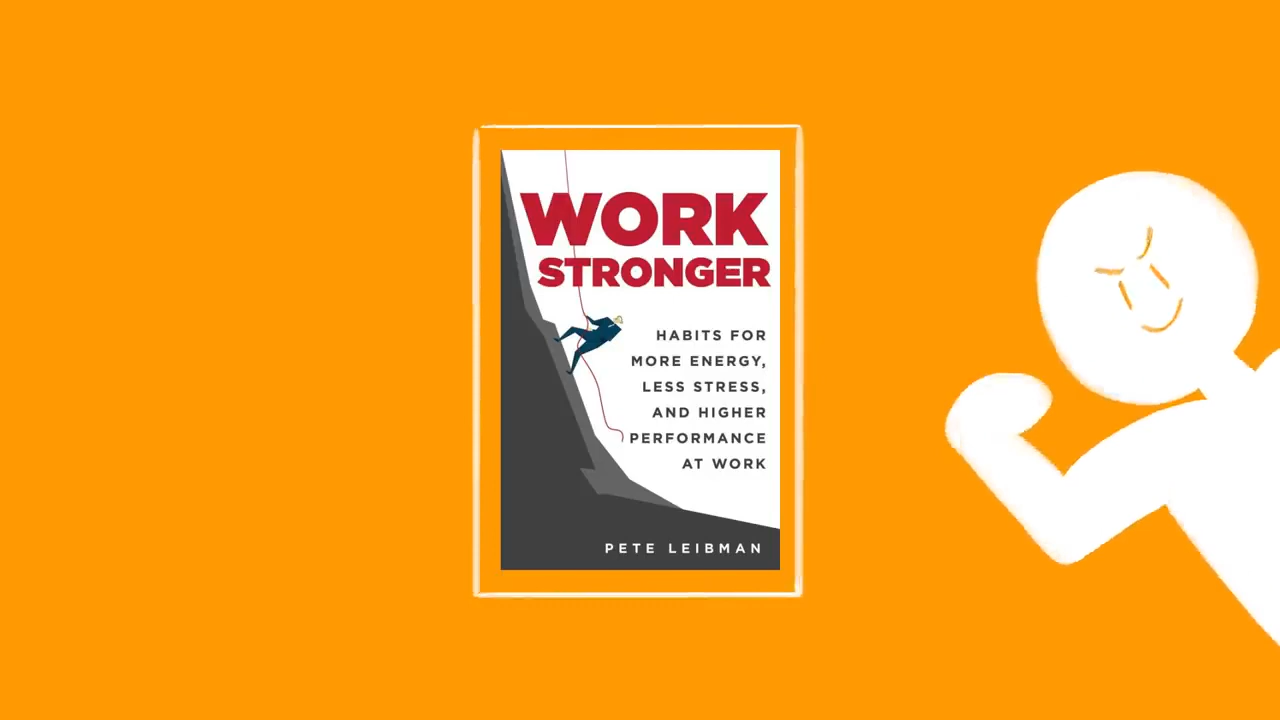 WORK
STRONGER
HABITS FOR
MORE ENERGY,
LESS STRESS,
AND HIGHER
PERFORMANCE
AT WORK
PETE LEIBMAN